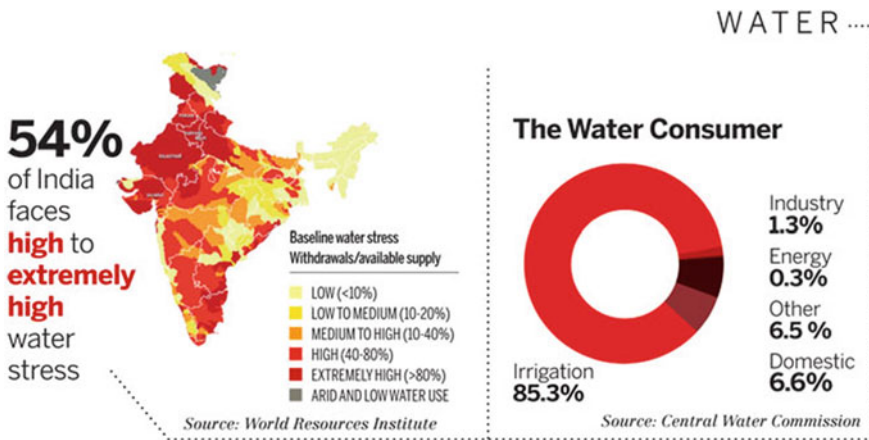 WATER
54%
of India
faces
high to
extremely
high
water
stress
Baseline water stress
Withdrawals/available supply
LOW (<10%)
LOW TO MEDIUM (10-20%)
MEDIUM TO HIGH (10-40%)
HIGH (40-80%)
EXTREMELY HIGH (>80%)
ARID AND LOW WATER USE
Source: World Resources Institute
The Water Consumer
Industry
1.3%
Energy
0.3%
Other
6.5 %
Domestic
6.6%
Irrigation
85.3%
Source: Central Water Commission